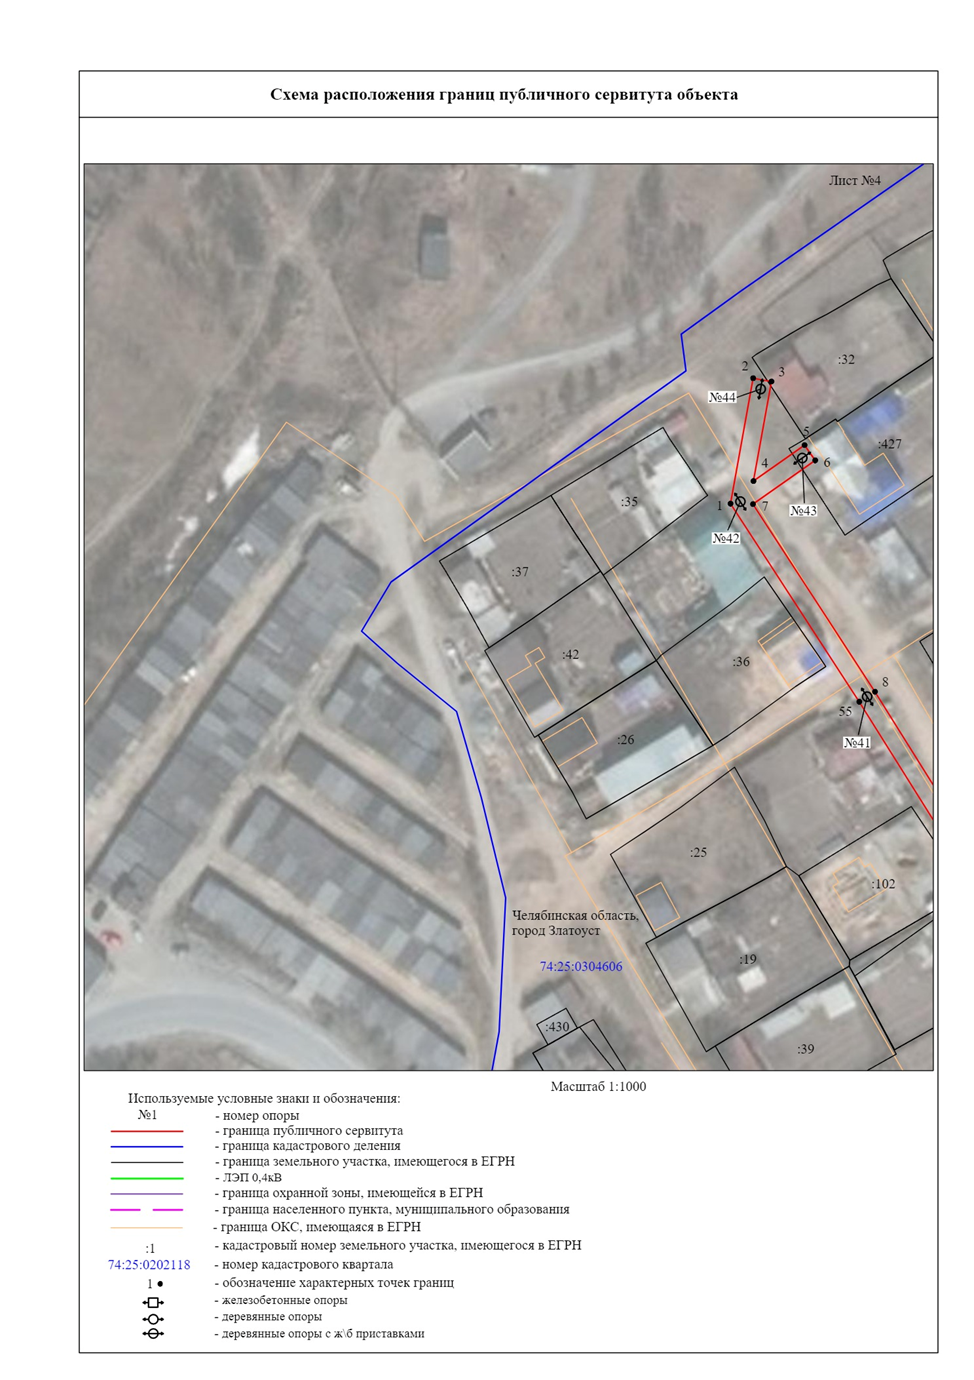 Схема расположения границ публичного сервитута объекта
Лист №4
:32
2
3
№44
:427
5
6
4
1
7
№43
№42
:35
:37
:42
:36
:26
8
55
№41
:25
:102
Челябинская область,
город Златоуст
74:25:0304606
:19
:430
:39
Масштаб 1:1000
Используемые условные знаки и обозначения:
№1 - номер опоры
- граница публичного сервитута
- граница кадастрового деления
- граница земельного участка, имеющегося в ЕГРН
- ЛЭП 0,4кВ
- граница охранной зоны, имеющейся в ЕГРН
- граница населенного пункта, муниципального образования
- граница ОКС, имеющаяся в ЕГРН
:1 - кадастровый номер земельного участка, имеющегося в ЕГРН
74:25:0202118 - номер кадастрового квартала
1 - обозначение характерных точек границ
- железобетонные опоры
- деревянные опоры
- деревянные опоры с ж\б приставками